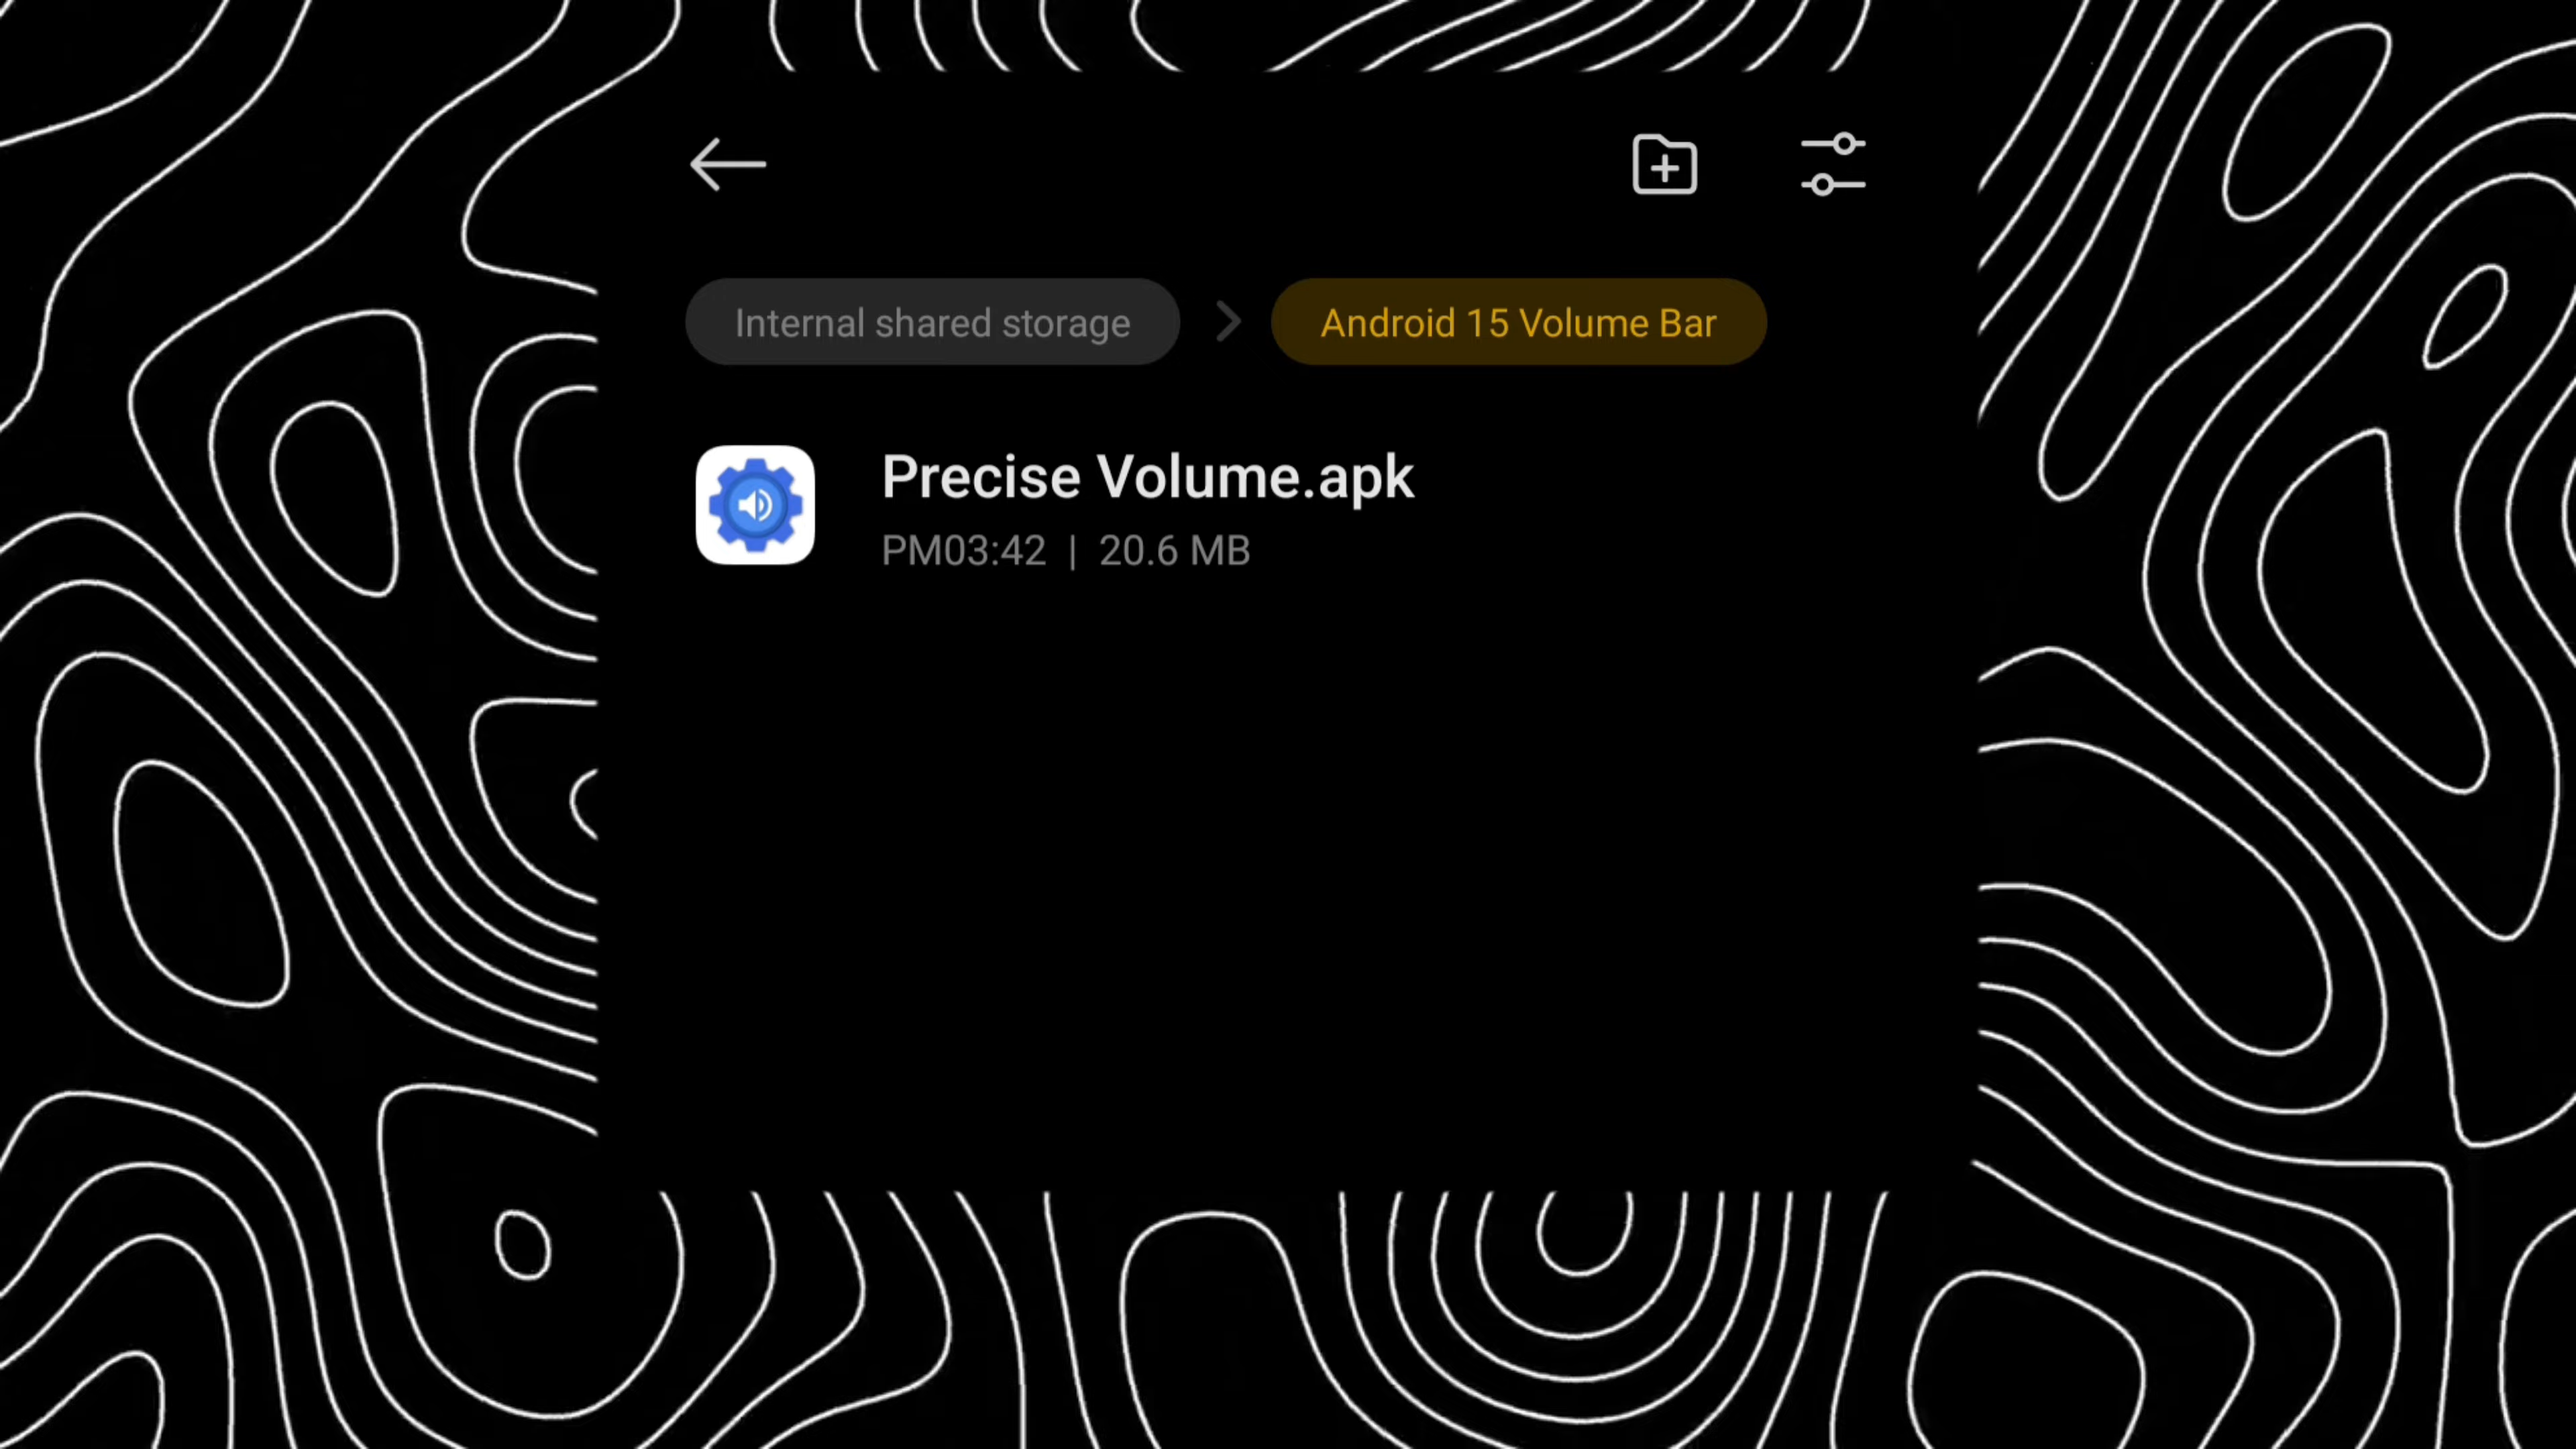 Internal shared storage
Android 15 Volume Bar
Precise Volume.apk
PM03:42 | 20.6 MB